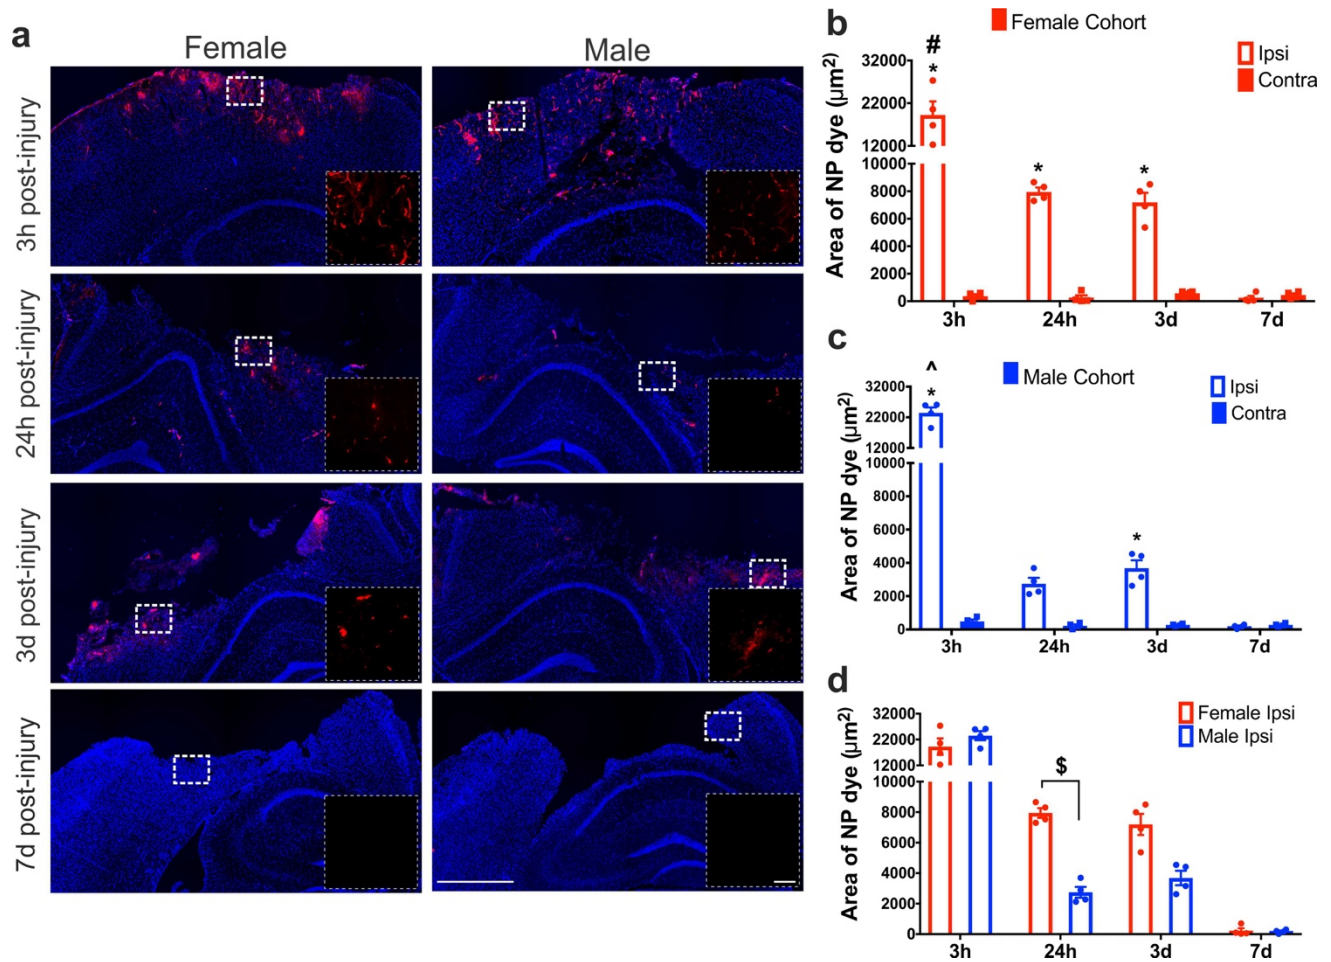 a
Female
Male
3h post-injury
24h post-injury
3d post-injury
7d post-injury
b
Female Cohort
Ipsi
Contra
Area of NP dye (µm²)
32000
22000
12000
10000
8000
6000
4000
2000
0
#
*
*
*
3h 24h 3d 7d
c
Male Cohort
Ipsi
Contra
Area of NP dye (µm²)
32000
22000
12000
10000
8000
6000
4000
2000
0
^
*
*
3h 24h 3d 7d
d
Female Ipsi
Male Ipsi
Area of NP dye (µm²)
32000
22000
12000
10000
8000
6000
4000
2000
0
$
3h 24h 3d 7d